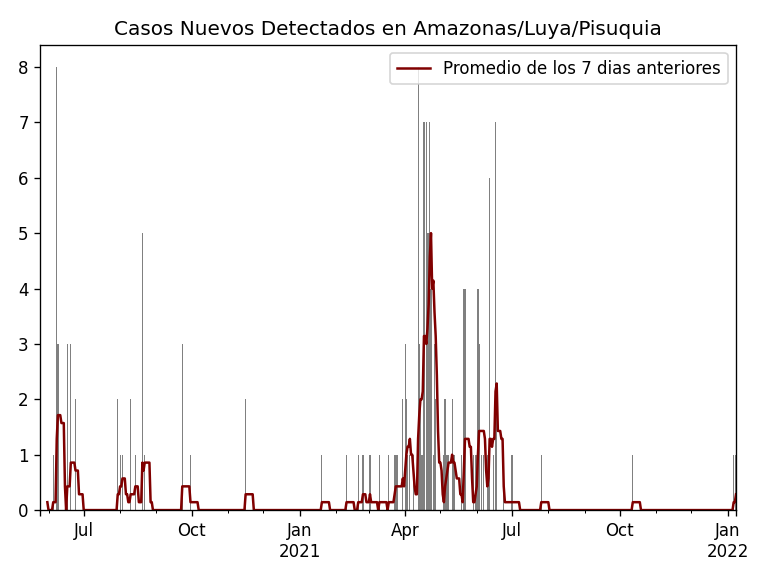 Casos Nuevos Detectados en Amazonas/Luya/Pisuquia
Promedio de los 7 dias anteriores
8
7
6
5
4
3
2
1
0
Jul
Oct
Jan
2021
Apr
Jul
Oct
Jan
2022